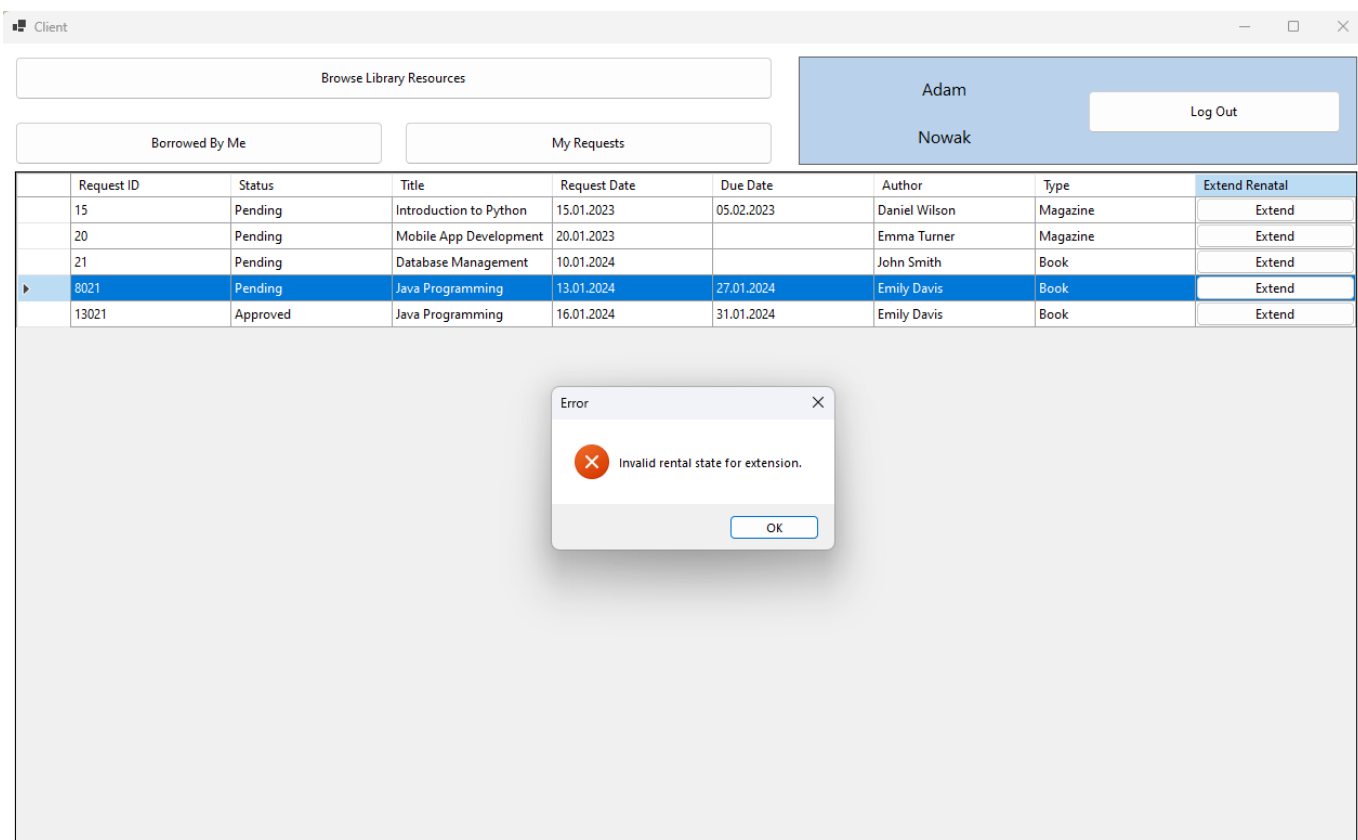 Client
Browse Library Resources
Adam
Log Out
Nowak
Borrowed By Me My Requests
Request ID Status Title Request Date Due Date Author Type Extend Renatal
15 Pending Introduction to Python 15.01.2023 05.02.2023 Daniel Wilson Magazine Extend
20 Pending Mobile App Development 20.01.2023 Emma Turner Magazine Extend
21 Pending Database Management 10.01.2024 John Smith Book Extend
8021 Pending Java Programming 13.01.2024 27.01.2024 Emily Davis Book Extend
13021 Approved Java Programming 16.01.2024 31.01.2024 Emily Davis Book Extend
Error
Invalid rental state for extension.
OK